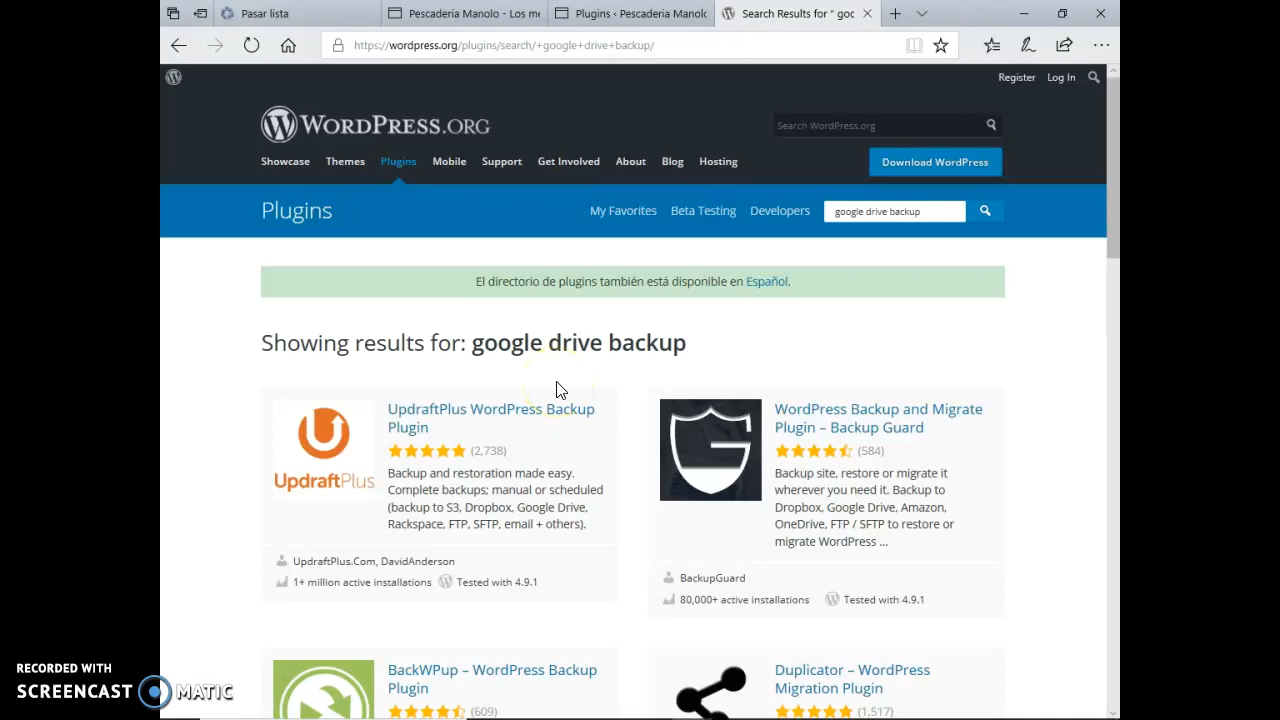 Pasar lista
Pescaderia Manolo - Los me
Plugins ‹ Pescaderia Manolo
Search Results for " goo
https://wordpress.org/plugins/search/+google+drive+backup/
Register Log In
WORDPRESS.ORG
Search WordPress.org
Showcase Themes Plugins Mobile Support Get Involved About Blog Hosting
Download WordPress
Plugins
My Favorites Beta Testing Developers
google drive backup
El directorio de plugins también está disponible en Español.
Showing results for: google drive backup
UpdraftPlus
UpdraftPlus WordPress Backup
Plugin
(2,738)
Backup and restoration made easy.
Complete backups; manual or scheduled
(backup to S3, Dropbox, Google Drive,
Rackspace, FTP, SFTP, email + others).
UpdraftPlus.Com, DavidAnderson
1+ million active installations Tested with 4.9.1
WordPress Backup and Migrate
Plugin – Backup Guard
(584)
Backup site, restore or migrate it
wherever you need it. Backup to
Dropbox, Google Drive, Amazon,
OneDrive, FTP / SFTP to restore or
migrate WordPress ...
BackupGuard
80,000+ active installations Tested with 4.9.1
BackWPup – WordPress Backup
Plugin
(609)
Duplicator – WordPress
Migration Plugin
(1,517)
RECORDED WITH
SCREENCAST MATIC